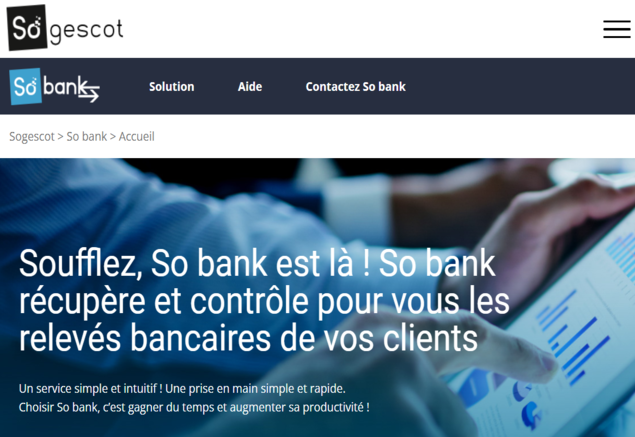 Sogescot
So bank
Solution Aide Contactez So bank
Sogescot > So bank > Accueil
Soufflez, So bank est là ! So bank
récupère et contrôle pour vous les
relevés bancaires de vos clients
Un service simple et intuitif ! Une prise en main simple et rapide.
Choisir So bank, c’est gagner du temps et augmenter sa productivité !